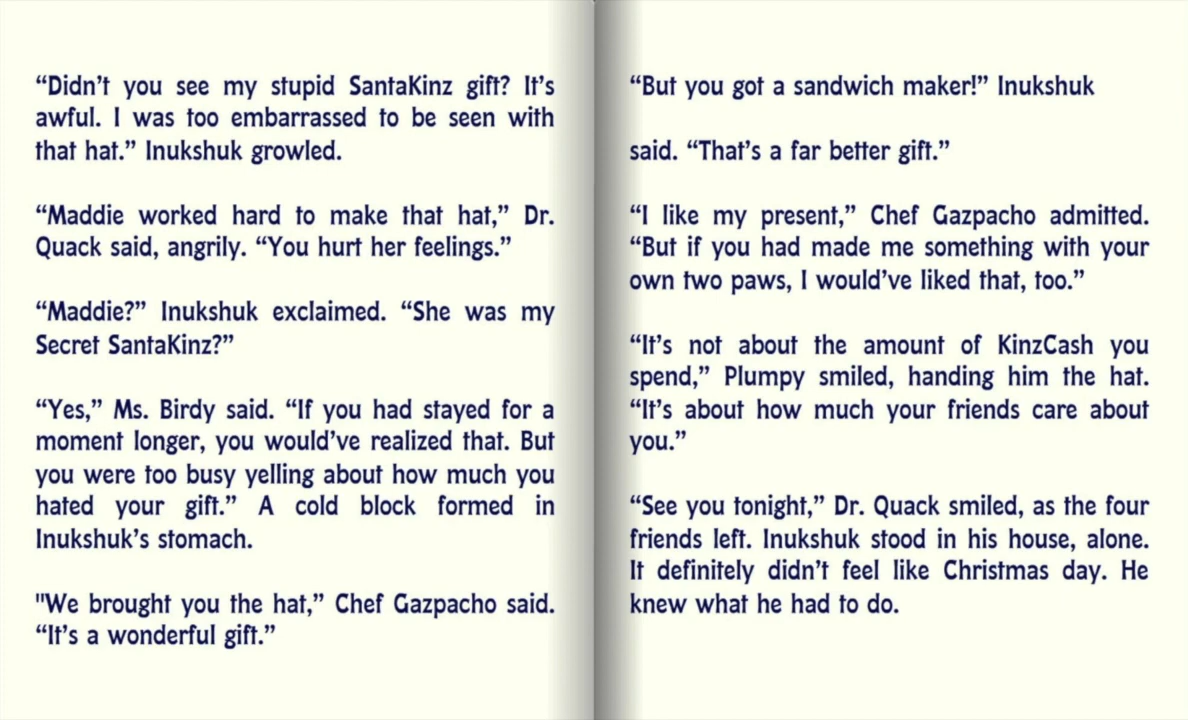 “Didn’t you see my stupid SantaKinz gift? It’s
awful. I was too embarrassed to be seen with
that hat.” Inukshuk growled.
“Maddie worked hard to make that hat,” Dr.
Quack said, angrily. “You hurt her feelings.”
“Maddie?” Inukshuk exclaimed. “She was my
Secret SantaKinz?”
“Yes,” Ms. Birdy said. “If you had stayed for a
moment longer, you would’ve realized that. But
you were too busy yelling about how much you
hated your gift.” A cold block formed in
Inukshuk’s stomach.
"We brought you the hat,” Chef Gazpacho said.
“It’s a wonderful gift.”
“But you got a sandwich maker!” Inukshuk
said. “That’s a far better gift.”
“I like my present,” Chef Gazpacho admitted.
“But if you had made me something with your
own two paws, I would’ve liked that, too.”
“It’s not about the amount of KinzCash you
spend,” Plumpy smiled, handing him the hat.
“It’s about how much your friends care about
you.”
“See you tonight,” Dr. Quack smiled, as the four
friends left. Inukshuk stood in his house, alone.
It definitely didn’t feel like Christmas day. He
knew what he had to do.